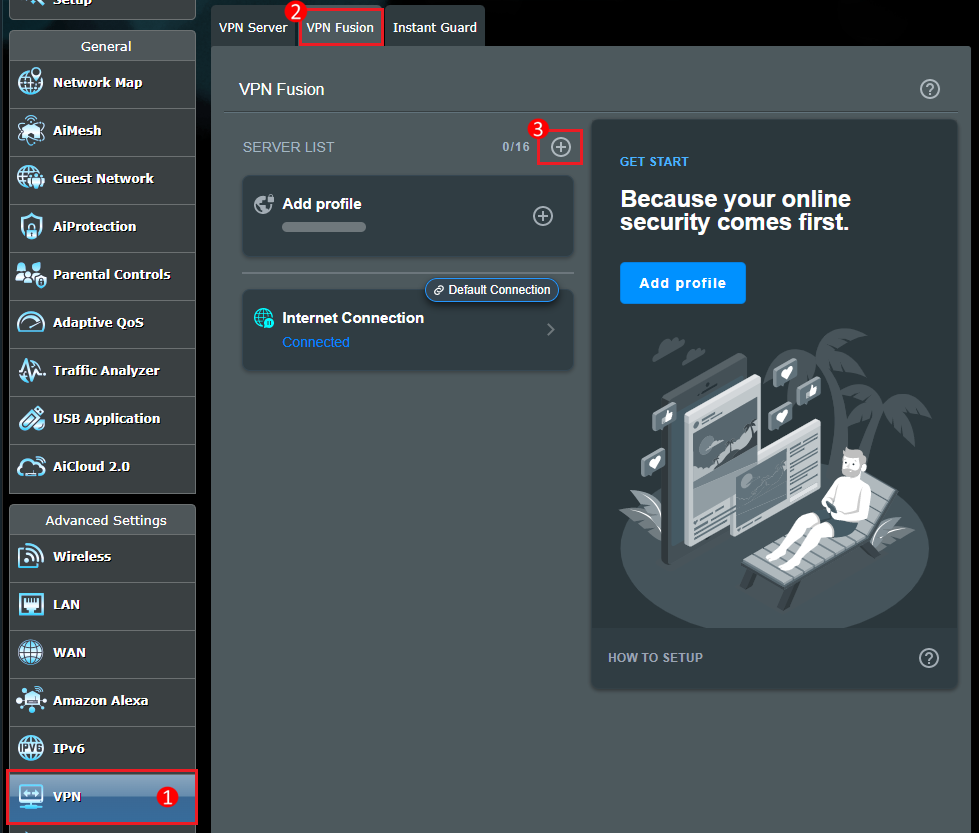 Setup
General
Network Map
AiMesh
Guest Network
AiProtection
Parental Controls
Adaptive QoS
Traffic Analyzer
USB Application
AiCloud 2.0
Advanced Settings
Wireless
LAN
WAN
Amazon Alexa
IPV6 IPv6
VPN 1
2
VPN Server VPN Fusion Instant Guard
VPN Fusion ?
3
SERVER LIST 0/16
Add profile
Default Connection
Internet Connection
Connected
GET START
Because your online
security comes first.
Add profile
HOW TO SETUP ?